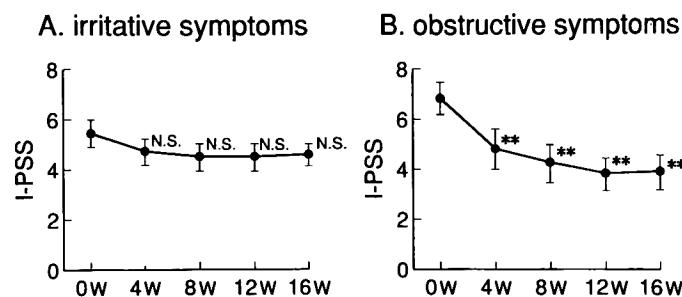 A. irritative symptoms
8
6
4
2
0
I-PSS
N.S.
N.S.
N.S.
N.S.
0W 4W 8W 12W 16W
B. obstructive symptoms
8
6
4
2
0
I-PSS
**
**
**
**
0W 4W 8W 12W 16W